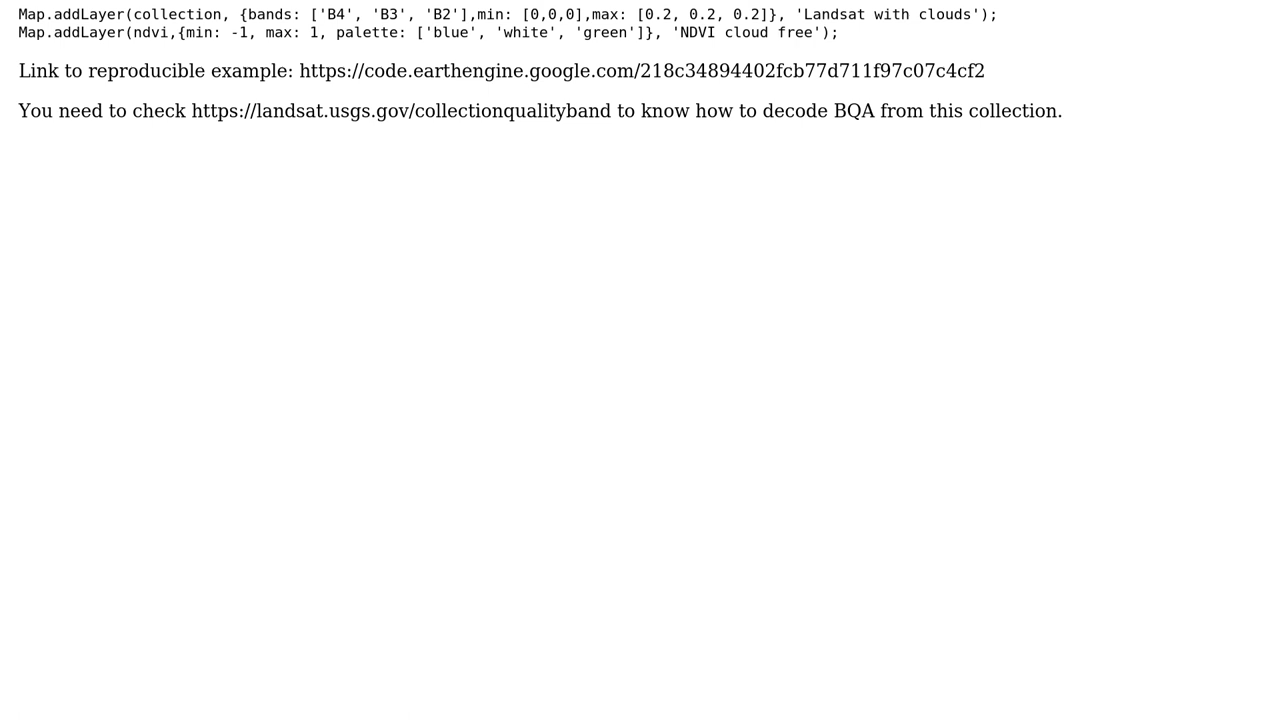 Map.addLayer(collection, {bands: ['B4', 'B3', 'B2'],min: [0,0,0],max: [0.2, 0.2, 0.2]}, 'Landsat with clouds');
Map.addLayer(ndvi,{min: -1, max: 1, palette: ['blue', 'white', 'green']}, 'NDVI cloud free');
Link to reproducible example: https://code.earthengine.google.com/218c34894402fcb77d711f97c07c4cf2
You need to check https://landsat.usgs.gov/collectionqualityband to know how to decode BQA from this collection.